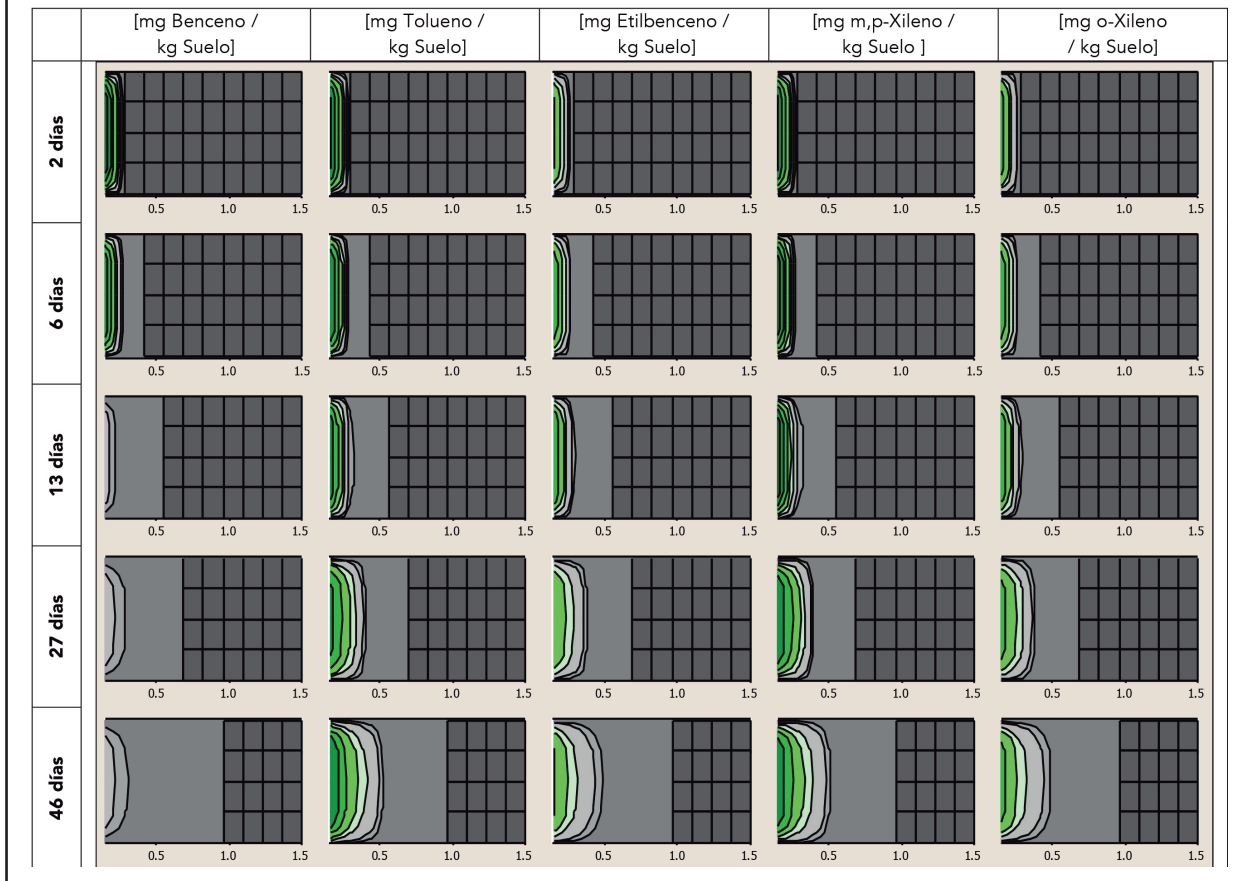 [mg Benceno /
kg Suelo]
[mg Tolueno /
kg Suelo]
[mg Etilbenceno /
kg Suelo]
[mg m,p-Xileno /
kg Suelo ]
[mg o-Xileno
/ kg Suelo]
2 días
0.5 1.0 1.5
0.5 1.0 1.5
0.5 1.0 1.5
0.5 1.0 1.5
0.5 1.0 1.5
6 días
0.5 1.0 1.5
0.5 1.0 1.5
0.5 1.0 1.5
0.5 1.0 1.5
0.5 1.0 1.5
13 días
0.5 1.0 1.5
0.5 1.0 1.5
0.5 1.0 1.5
0.5 1.0 1.5
0.5 1.0 1.5
27 días
0.5 1.0 1.5
0.5 1.0 1.5
0.5 1.0 1.5
0.5 1.0 1.5
0.5 1.0 1.5
46 días
0.5 1.0 1.5
0.5 1.0 1.5
0.5 1.0 1.5
0.5 1.0 1.5
0.5 1.0 1.5